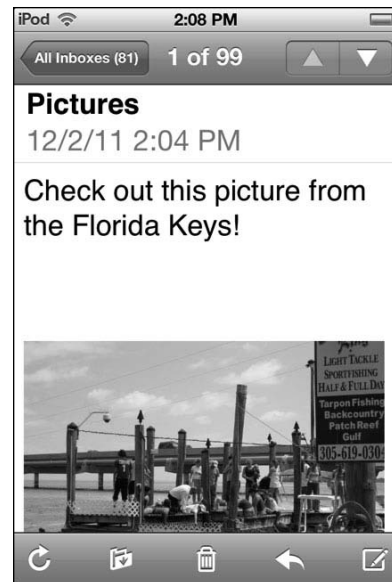 iPod 2:08 PM
All Inboxes (81) 1 of 99
Pictures
12/2/11 2:04 PM
Check out this picture from
the Florida Keys!
LIGHT TACKLE
SPORTFISHING
HALF & FULL DAY
Tarpon Fishing
Backcountry
Patch Reef
Gulf
305-619-030